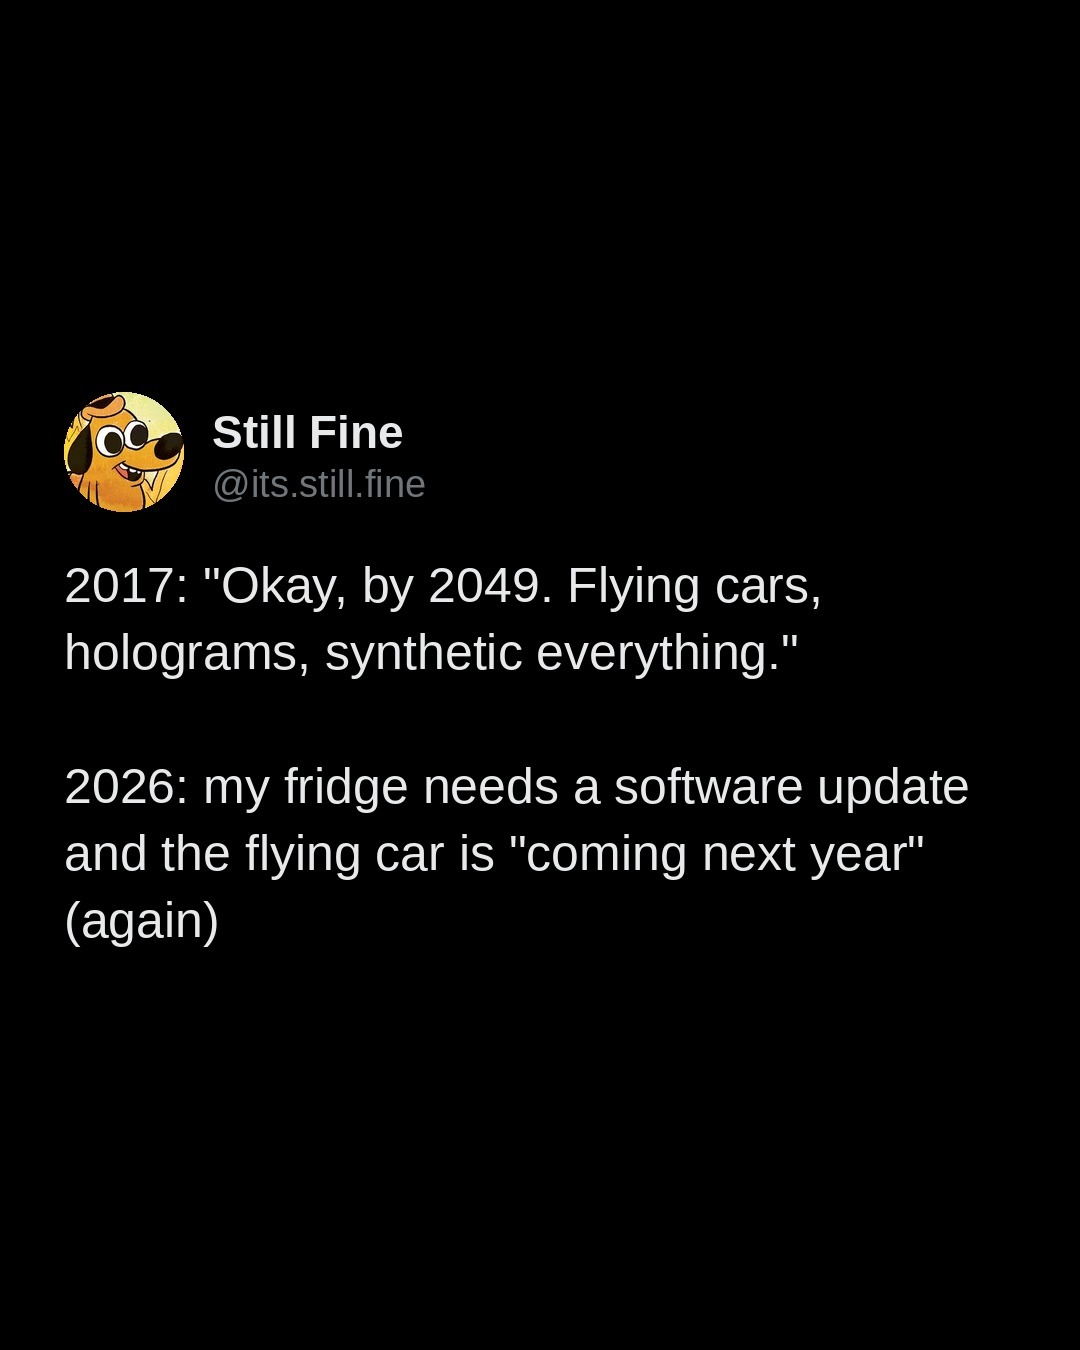 Still Fine
@its.still.fine
2017: "Okay, by 2049. Flying cars,
holograms, synthetic everything."
2026: my fridge needs a software update
and the flying car is "coming next year"
(again)